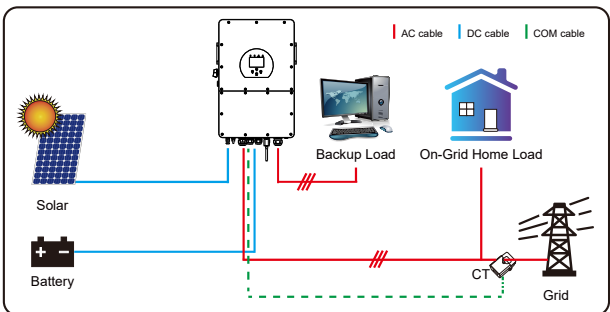 AC cable
DC cable
COM cable
Backup Load
On-Grid Home Load
Solar
Battery
CT
Grid